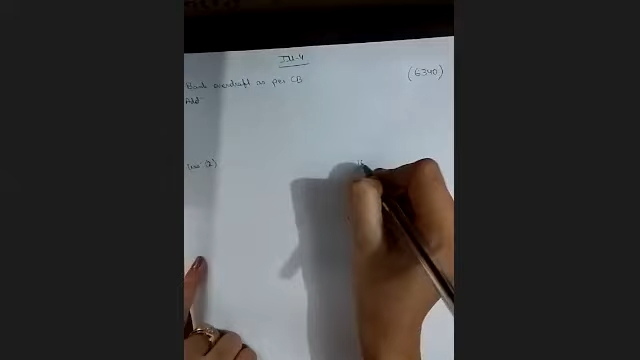 Ill-4
Bank overdraft as per CB (6340)
Add
Less (2)